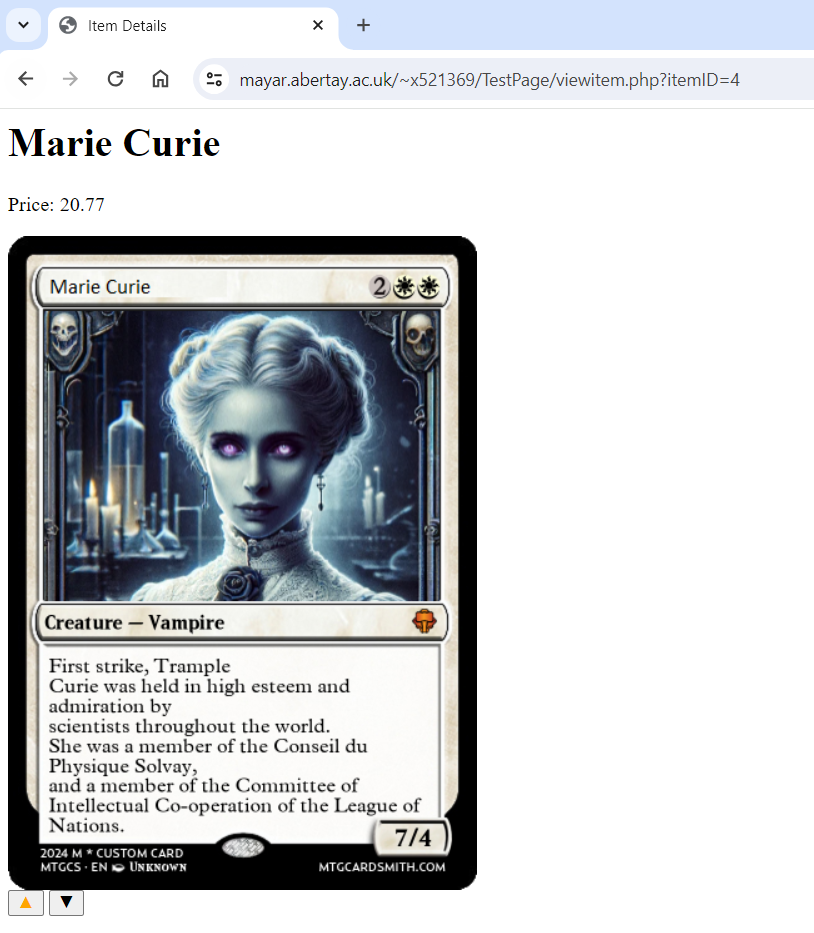 Item Details
mayar.abertay.ac.uk/~x521369/TestPage/viewitem.php?itemID=4
Marie Curie
Price: 20.77
Marie Curie 2
Creature — Vampire
First strike, Trample
Curie was held in high esteem and
admiration by
scientists throughout the world.
She was a member of the Conseil du
Physique Solvay,
and a member of the Committee of
Intellectual Co-operation of the League of
Nations.
7/4
2024 M * CUSTOM CARD
MTGCS · EN Unknown MTGCARDSMITH.COM